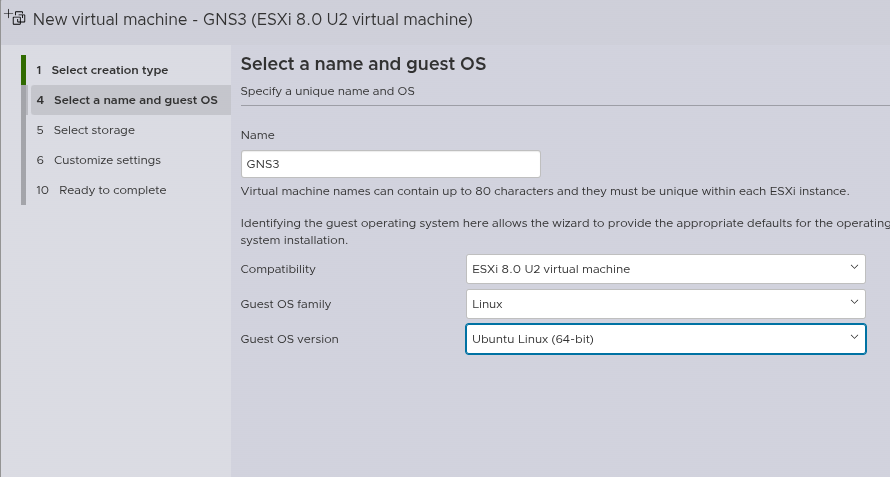 New virtual machine - GNS3 (ESXi 8.0 U2 virtual machine)
1 Select creation type
4 Select a name and guest OS
5 Select storage
6 Customize settings
10 Ready to complete
Select a name and guest OS
Specify a unique name and OS
Name
GNS3
Virtual machine names can contain up to 80 characters and they must be unique within each ESXi instance.
Identifying the guest operating system here allows the wizard to provide the appropriate defaults for the operating
system installation.
Compatibility
ESXi 8.0 U2 virtual machine
Guest OS family
Linux
Guest OS version
Ubuntu Linux (64-bit)